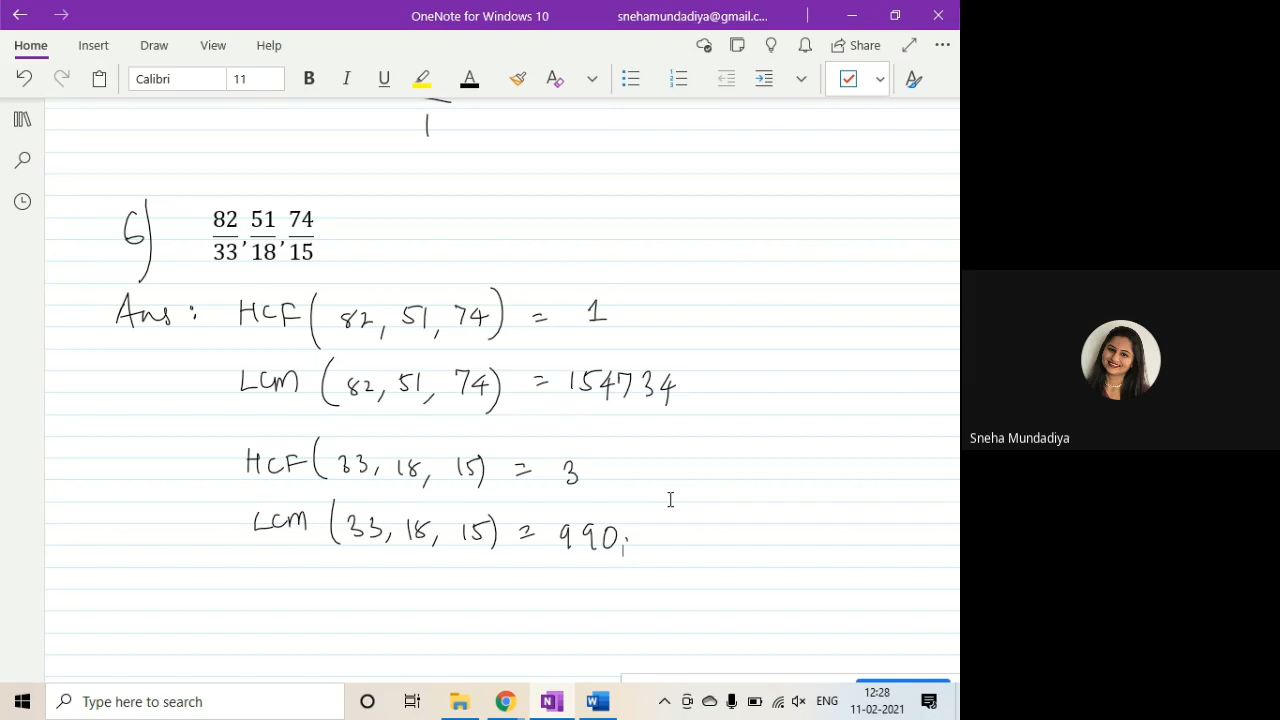 OneNote for Windows 10
snehamundadiya@gmail.c...
Home Insert Draw View Help
Share
Calibri 11 B I U A
1
6) 82/33, 51/18, 74/15
Ans : HCF (82, 51, 74) = 1
LCM (82, 51, 74) = 154734
HCF (33, 18, 15) = 3
LCM (33, 18, 15) = 990;
Sneha Mundadiya
Type here to search
ENG
12:28
11-02-2021